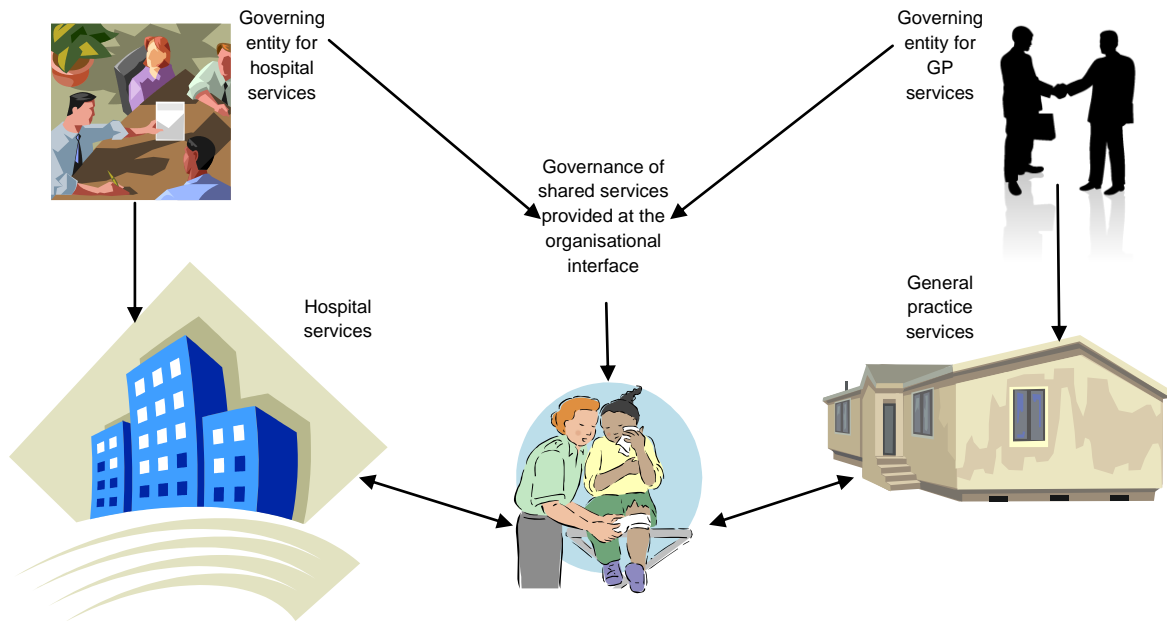 Governing
entity for
hospital
services
Governing
entity for
GP
services
Governance of
shared services
provided at the
organisational
interface
Hospital
services
General
practice
services